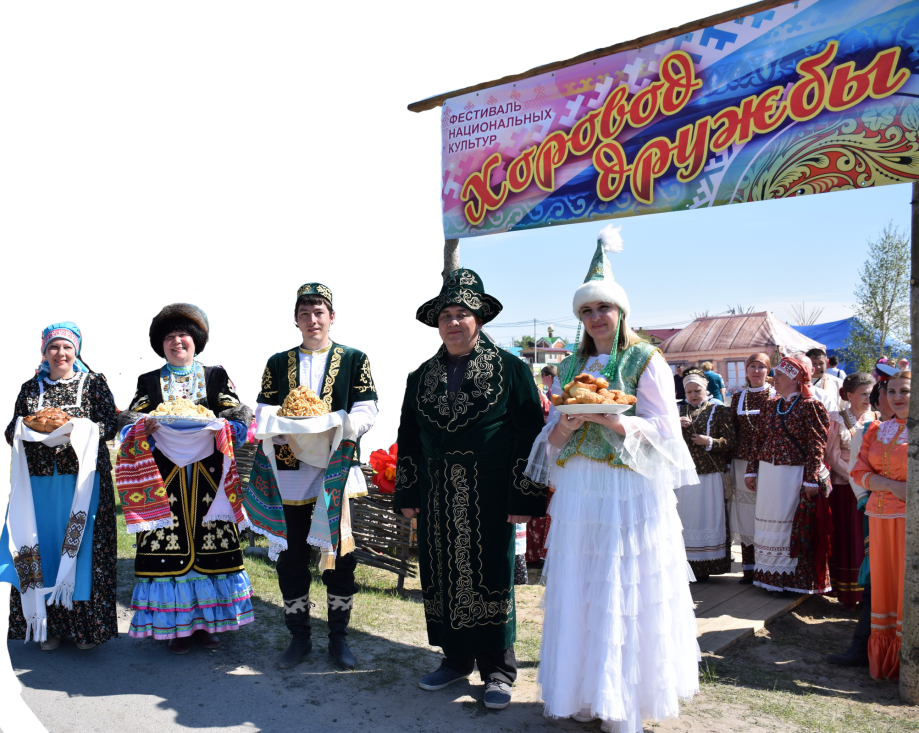 ФЕСТИВАЛЬ
НАЦИОНАЛЬНЫХ
КУЛЬТУР
Хоровод
дружбы